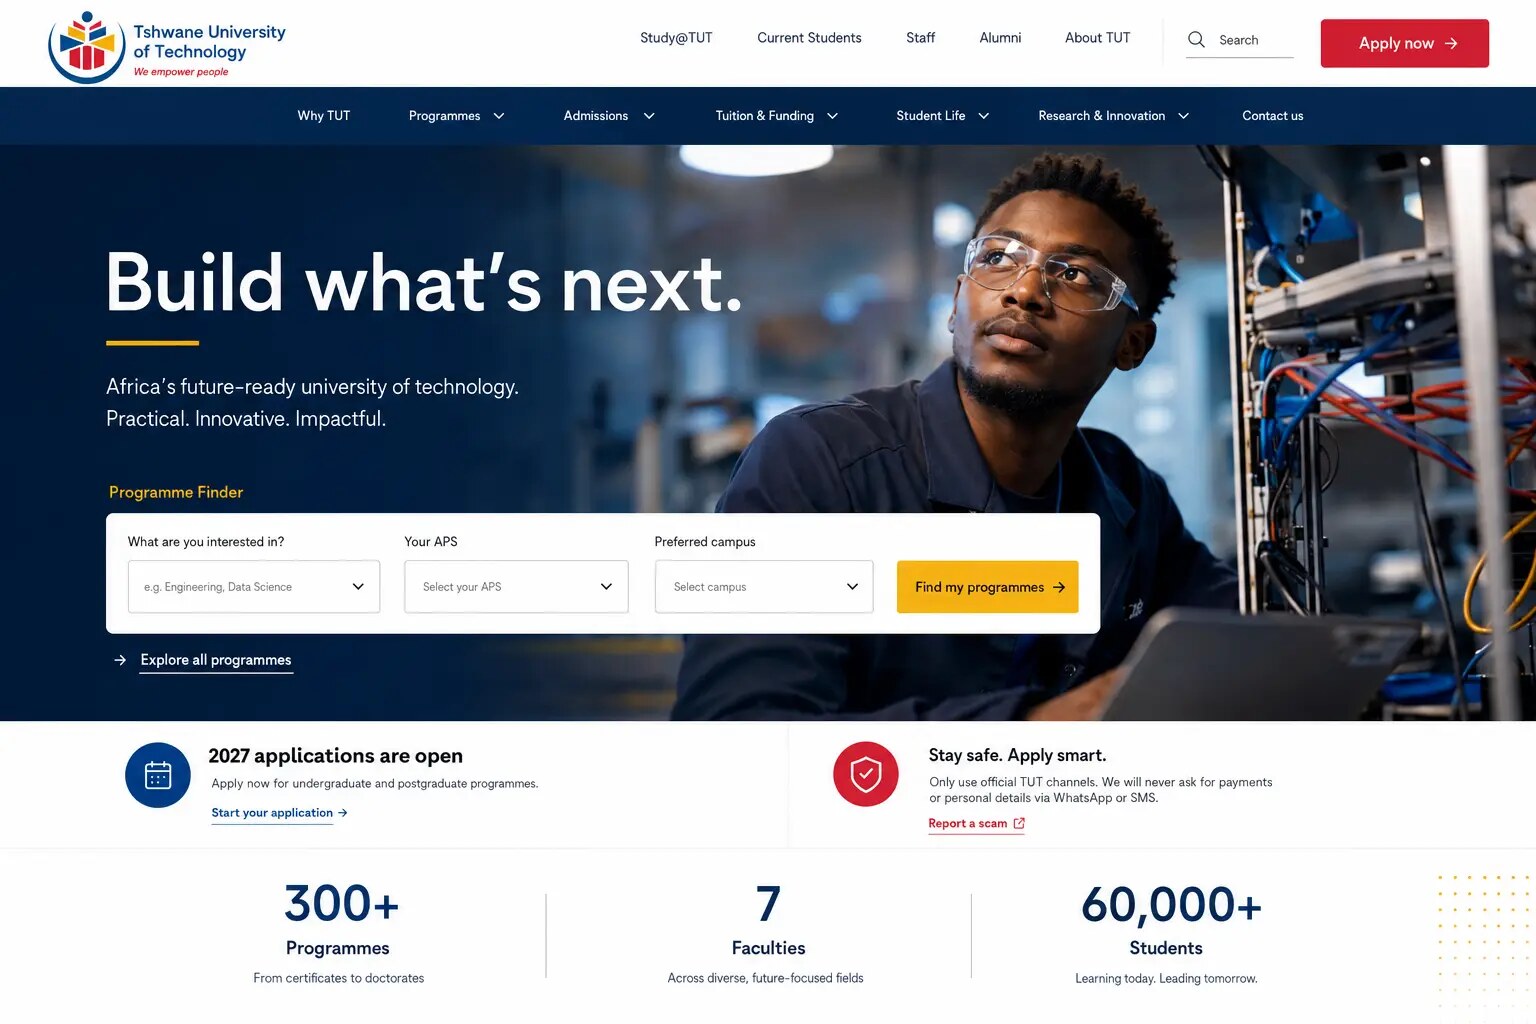 Tshwane University
of Technology
We empower people
Study@TUT
Current Students
Staff
Alumni
About TUT
Search
Apply now
Why TUT
Programmes
Admissions
Tuition & Funding
Student Life
Research & Innovation
Contact us
Build what's next.
Africa's future-ready university of technology.
Practical. Innovative. Impactful.
Programme Finder
What are you interested in?
e.g. Engineering, Data Science
Your APS
Select your APS
Preferred campus
Select campus
Find my programmes
Explore all programmes
2027 applications are open
Apply now for undergraduate and postgraduate programmes.
Start your application
Stay safe. Apply smart.
Only use official TUT channels. We will never ask for payments
or personal details via WhatsApp or SMS.
Report a scam
300+
Programmes
From certificates to doctorates
7
Faculties
Across diverse, future-focused fields
60,000+
Students
Learning today. Leading tomorrow.